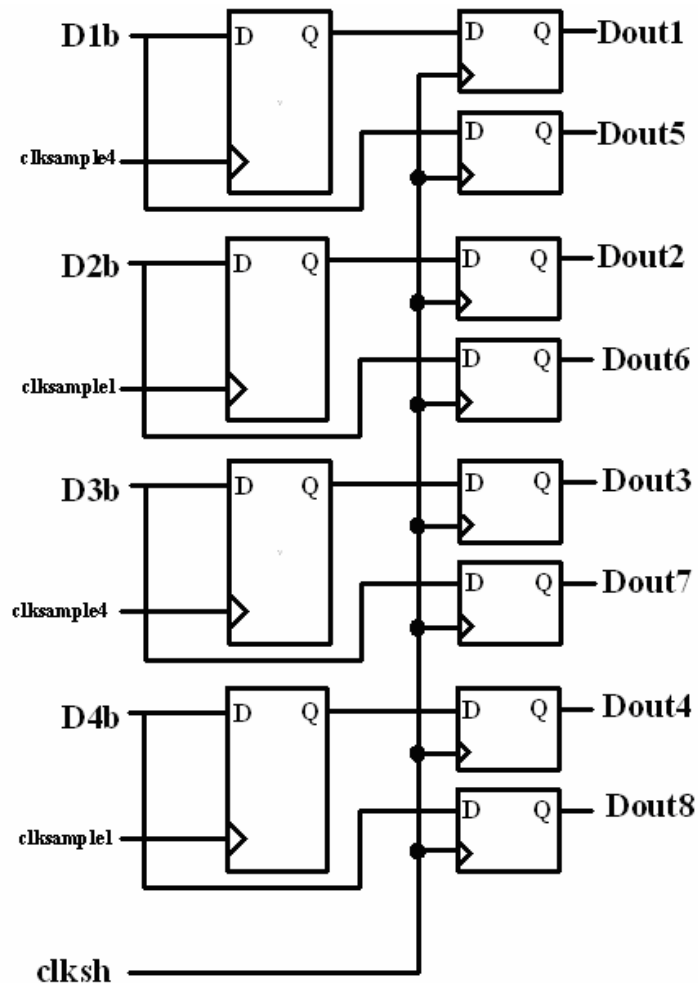 D1b D Q D Q Dout1
clksample4
D Q Dout5
D2b D Q D Q Dout2
clksample1
D Q Dout6
D3b D Q D Q Dout3
clksample4
D Q Dout7
D4b D Q D Q Dout4
clksample1
D Q Dout8
clksh